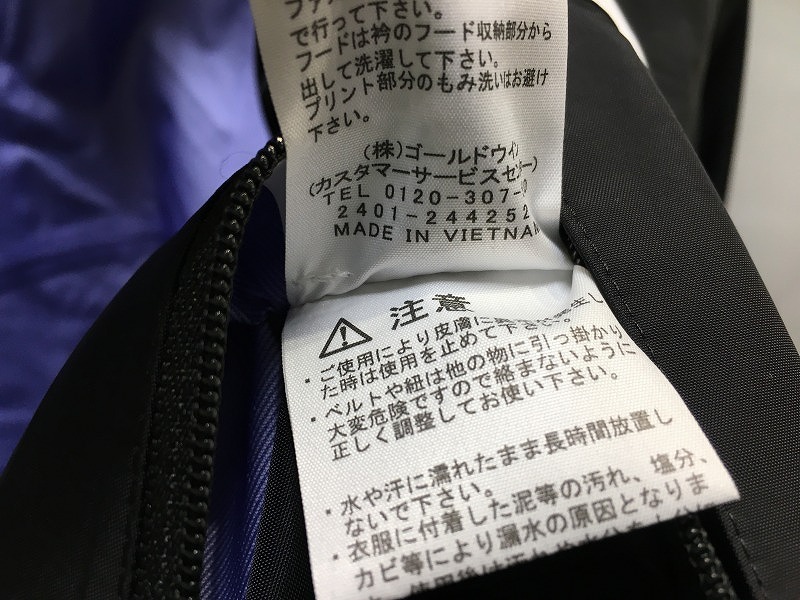 で行って下さい。
フードは衿のフード収納部分から
出して洗濯して下さい。
プリント部分のもみ洗いはお避け
下さい。
(株)ゴールドウイ
(カスタマーサービスセンター)
TEL 0120-307-
2401-244252
MADE IN VIETNAM
注意
・ご使用により皮膚に
た時は使用を止めて下さい。
・ベルトや紐は他の物に引っ掛かり
大変危険ですので絡まないように
正しく調整してお使い下さい。
・水や汗に濡れたまま長時間放置し
ないで下さい。
・衣服に付着した泥等の汚れ、塩分、
カビ等により漏水の原因となりま